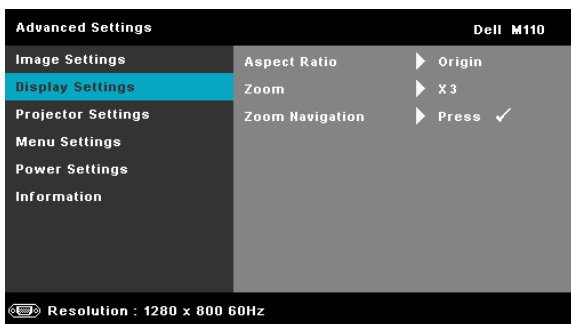 Advanced Settings Dell M110
Image Settings Aspect Ratio Origin
Display Settings Zoom X3
Projector Settings Zoom Navigation Press ✓
Menu Settings
Power Settings
Information
Resolution : 1280 x 800 60Hz